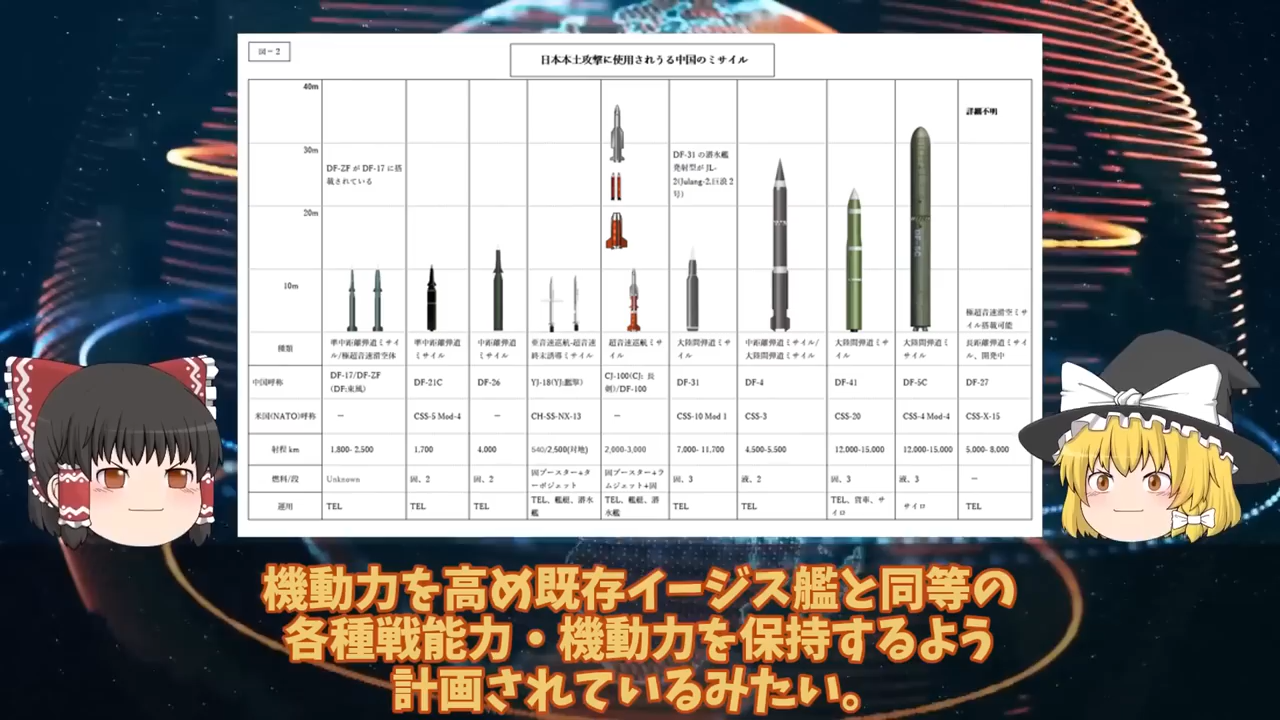 図－2
日本本土攻撃に使用されうる中国のミサイル
40m
30m
20m
10m
DF-ZF が DF-17 に搭
載されている
DF-31 の潜水艦
発射型が JL-
2(Julang-2.巨浪 2
号)
詳細不明
極超音速滑空ミサ
イル搭載可能
種類
準中距離弾道ミサイ
ル/極超音速滑空体
準中距離弾道
ミサイル
中距離弾道
ミサイル
亜音速巡航-超音速
終末誘導ミサイル
超音速巡航ミサ
イル
大陸間弾道ミサ
イル
中距離弾道ミサイル/
大陸間弾道ミサイル
大陸間弾道ミサ
イル
大陸間弾道ミサ
イル
長距離弾道ミサイ
ル、開発中
中国呼称
DF-17/DF-ZF
(DF:東風)
DF-21C
DF-26
YJ-18(YJ:鷹撃)
CJ-100(CJ: 長
剣)/DF-100
DF-31
DF-4
DF-41
DF-5C
DF-27
米国(NATO)呼称
－
CSS-5 Mod-4
－
CH-SS-NX-13
－
CSS-10 Mod 1
CSS-3
CSS-20
CSS-4 Mod-4
CSS-X-15
射程 km
1,800- 2,500
1,700
4,000
540/2,500(対地)
2,000-3,000
7,000- 11,700
4,500-5,500
12,000-15,000
12,000-15,000
5,000- 8,000
燃料/段
Unknown
固、2
固、2
固ブースター+タ
ーボジェット
固ブースター+ラ
ムジェット+固
固、3
液、2
固、3
液、3
－
運用
TEL
TEL
TEL
TEL、艦艇、潜水
艦
TEL、艦艇、潜
水艦
TEL
TEL
TEL、貨車、サ
イロ
サイロ
TEL
機動力を高め既存イージス艦と同等の
各種戦能力・機動力を保持するよう
計画されているみたい。